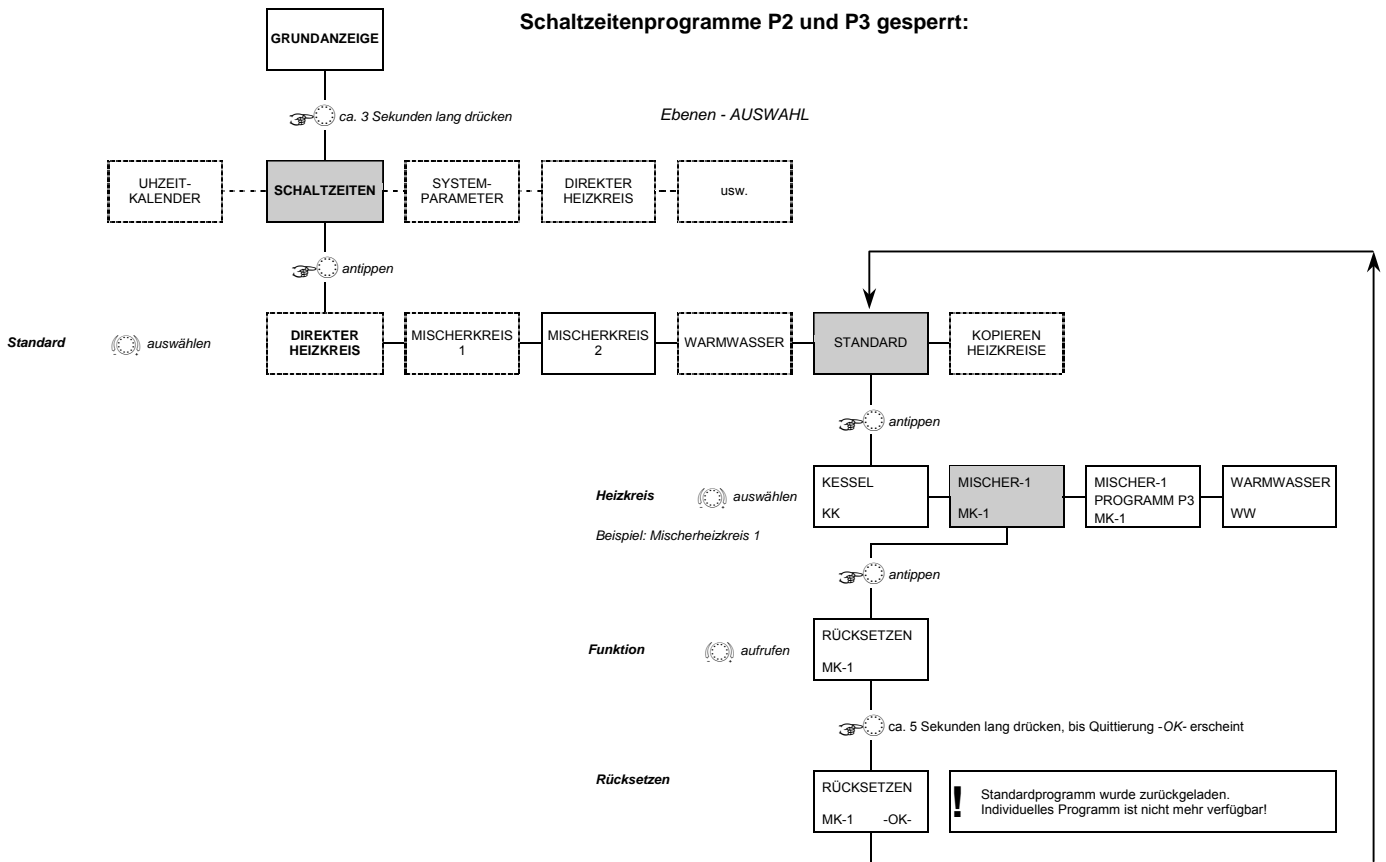 Schaltzeitenprogramme P2 und P3 gesperrt:
GRUNDANZEIGE
ca. 3 Sekunden lang drücken
Ebenen - AUSWAHL
UHZEIT-
KALENDER
SCHALTZEITEN
SYSTEM-
PARAMETER
DIREKTER
HEIZKREIS
usw.
antippen
Standard
auswählen
DIREKTER
HEIZKREIS
MISCHERKREIS
1
MISCHERKREIS
2
WARMWASSER
STANDARD
KOPIEREN
HEIZKREISE
antippen
Heizkreis
auswählen
Beispiel: Mischerheizkreis 1
KESSEL
KK
MISCHER-1
MK-1
MISCHER-1
PROGRAMM P3
MK-1
WARMWASSER
WW
antippen
Funktion
aufrufen
RÜCKSETZEN
MK-1
ca. 5 Sekunden lang drücken, bis Quittierung -OK- erscheint
Rücksetzen
RÜCKSETZEN
MK-1 -OK-
! Standardprogramm wurde zurückgeladen.
Individuelles Programm ist nicht mehr verfügbar!